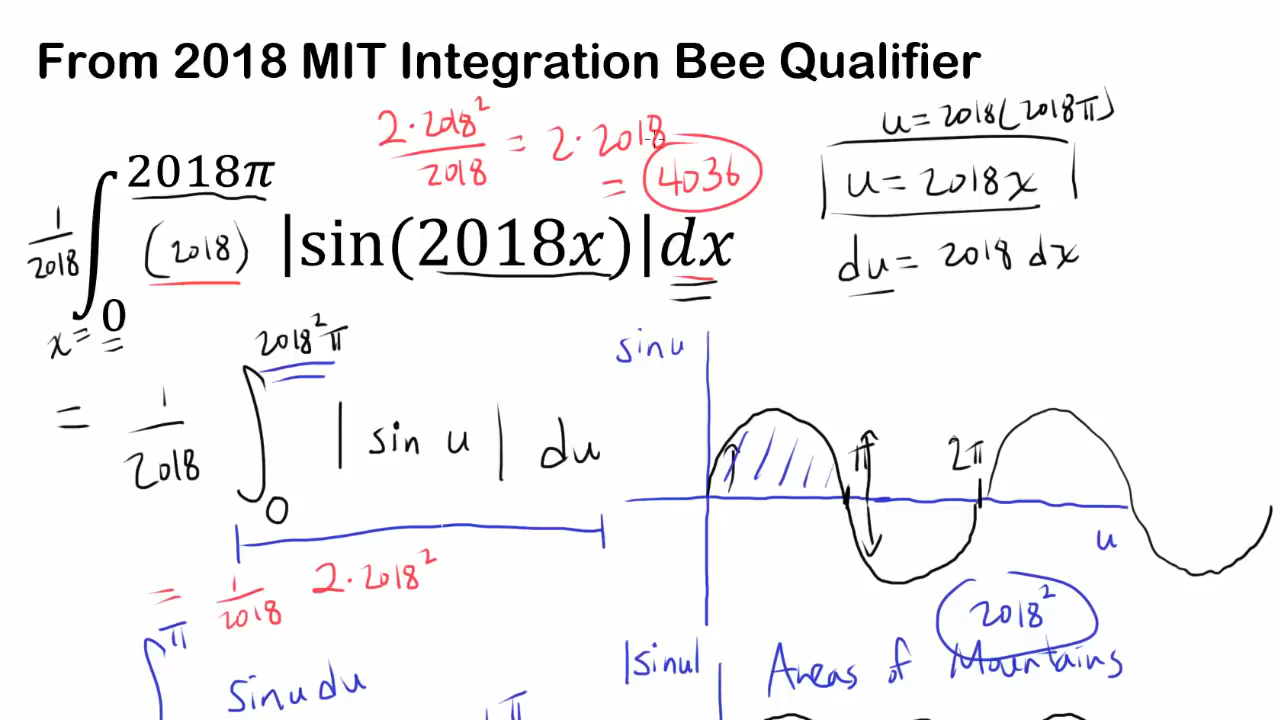 From 2018 MIT Integration Bee Qualifier
2·2018² / 2018 = 2·2018
= 4036
u = 2018(2018π)
u = 2018x
du = 2018 dx
1/2018 ∫ 2018π (2018) |sin(2018x)|dx
x = 0
= 1/2018 ∫₀^2018²π | sin u | du
= 1/2018 2·2018²
∫ π sin u du
π
sin u
π 2π
u
2018²
|sin u| Areas of Mountains